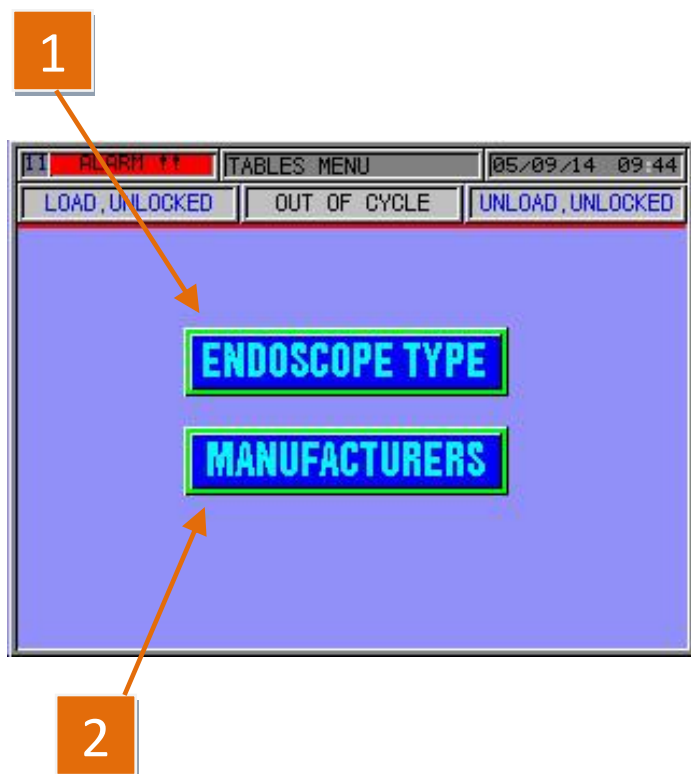 1
11 ALARM !! TABLES MENU 05/09/14 09:44
LOAD,UNLOCKED OUT OF CYCLE UNLOAD,UNLOCKED
ENDOSCOPE TYPE
MANUFACTURERS
2